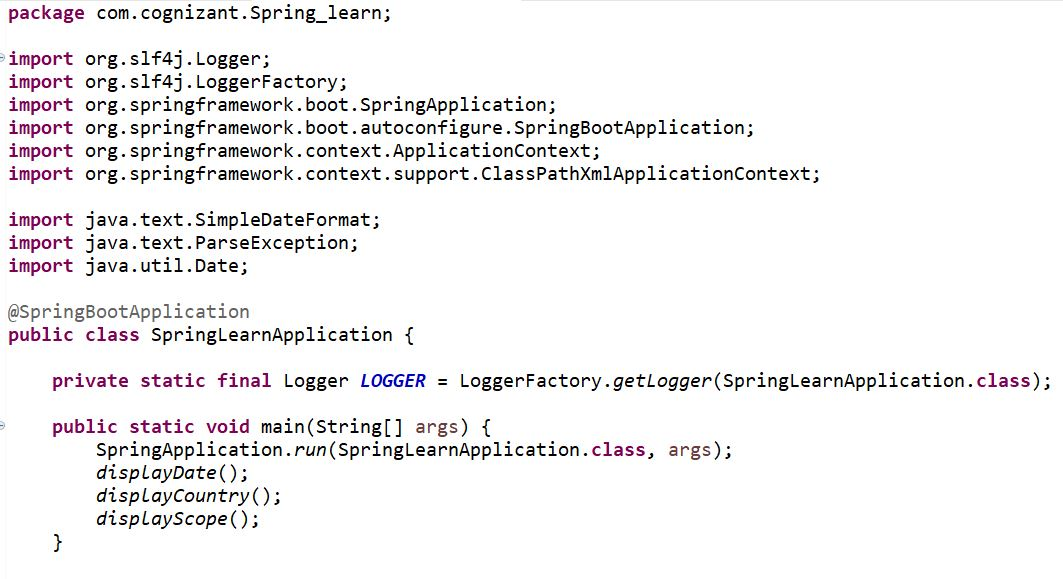 package com.cognizant.Spring_learn;
import org.slf4j.Logger;
import org.slf4j.LoggerFactory;
import org.springframework.boot.SpringApplication;
import org.springframework.boot.autoconfigure.SpringBootApplication;
import org.springframework.context.ApplicationContext;
import org.springframework.context.support.ClassPathXmlApplicationContext;
import java.text.SimpleDateFormat;
import java.text.ParseException;
import java.util.Date;
@SpringBootApplication
public class SpringLearnApplication {
    private static final Logger LOGGER = LoggerFactory.getLogger(SpringLearnApplication.class);
    public static void main(String[] args) {
        SpringApplication.run(SpringLearnApplication.class, args);
        displayDate();
        displayCountry();
        displayScope();
    }